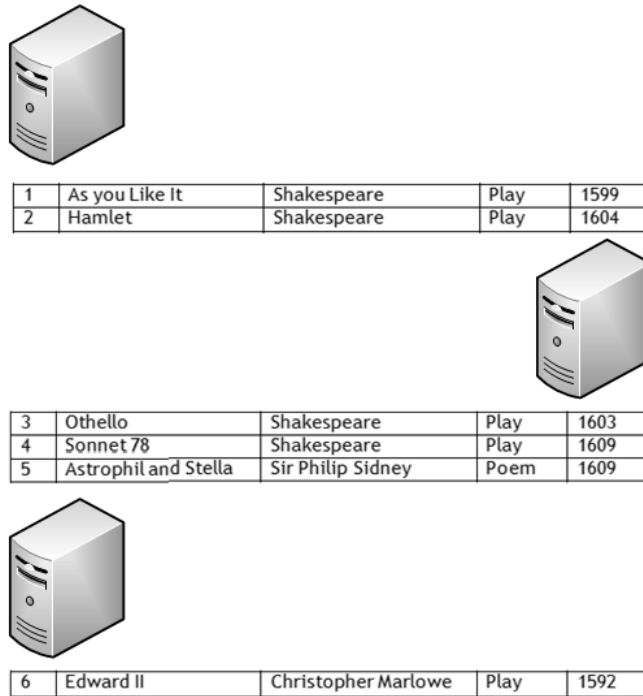 1 As you Like It Shakespeare Play 1599
2 Hamlet Shakespeare Play 1604
3 Othello Shakespeare Play 1603
4 Sonnet 78 Shakespeare Play 1609
5 Astrophil and Stella Sir Philip Sidney Poem 1609
6 Edward II Christopher Marlowe Play 1592